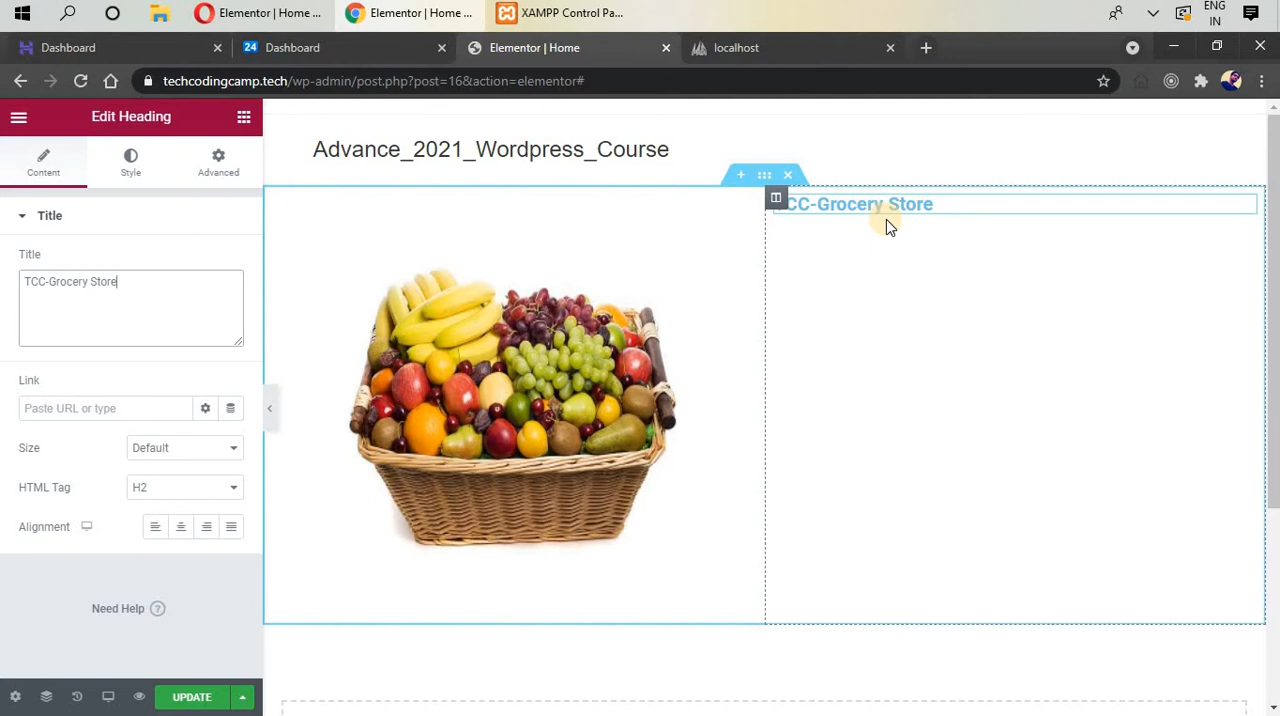 Elementor | Home ...
Elementor | Home ...
XAMPP Control Pa...
ENG
IN
Dashboard
24 Dashboard
Elementor | Home
localhost
techcodingcamp.tech/wp-admin/post.php?post=16&action=elementor#
Edit Heading
Content
Style
Advanced
Title
Title
TCC-Grocery Store
Link
Paste URL or type
Size
Default
HTML Tag
H2
Alignment
Need Help ?
UPDATE
Advance_2021_Wordpress_Course
TCC-Grocery Store